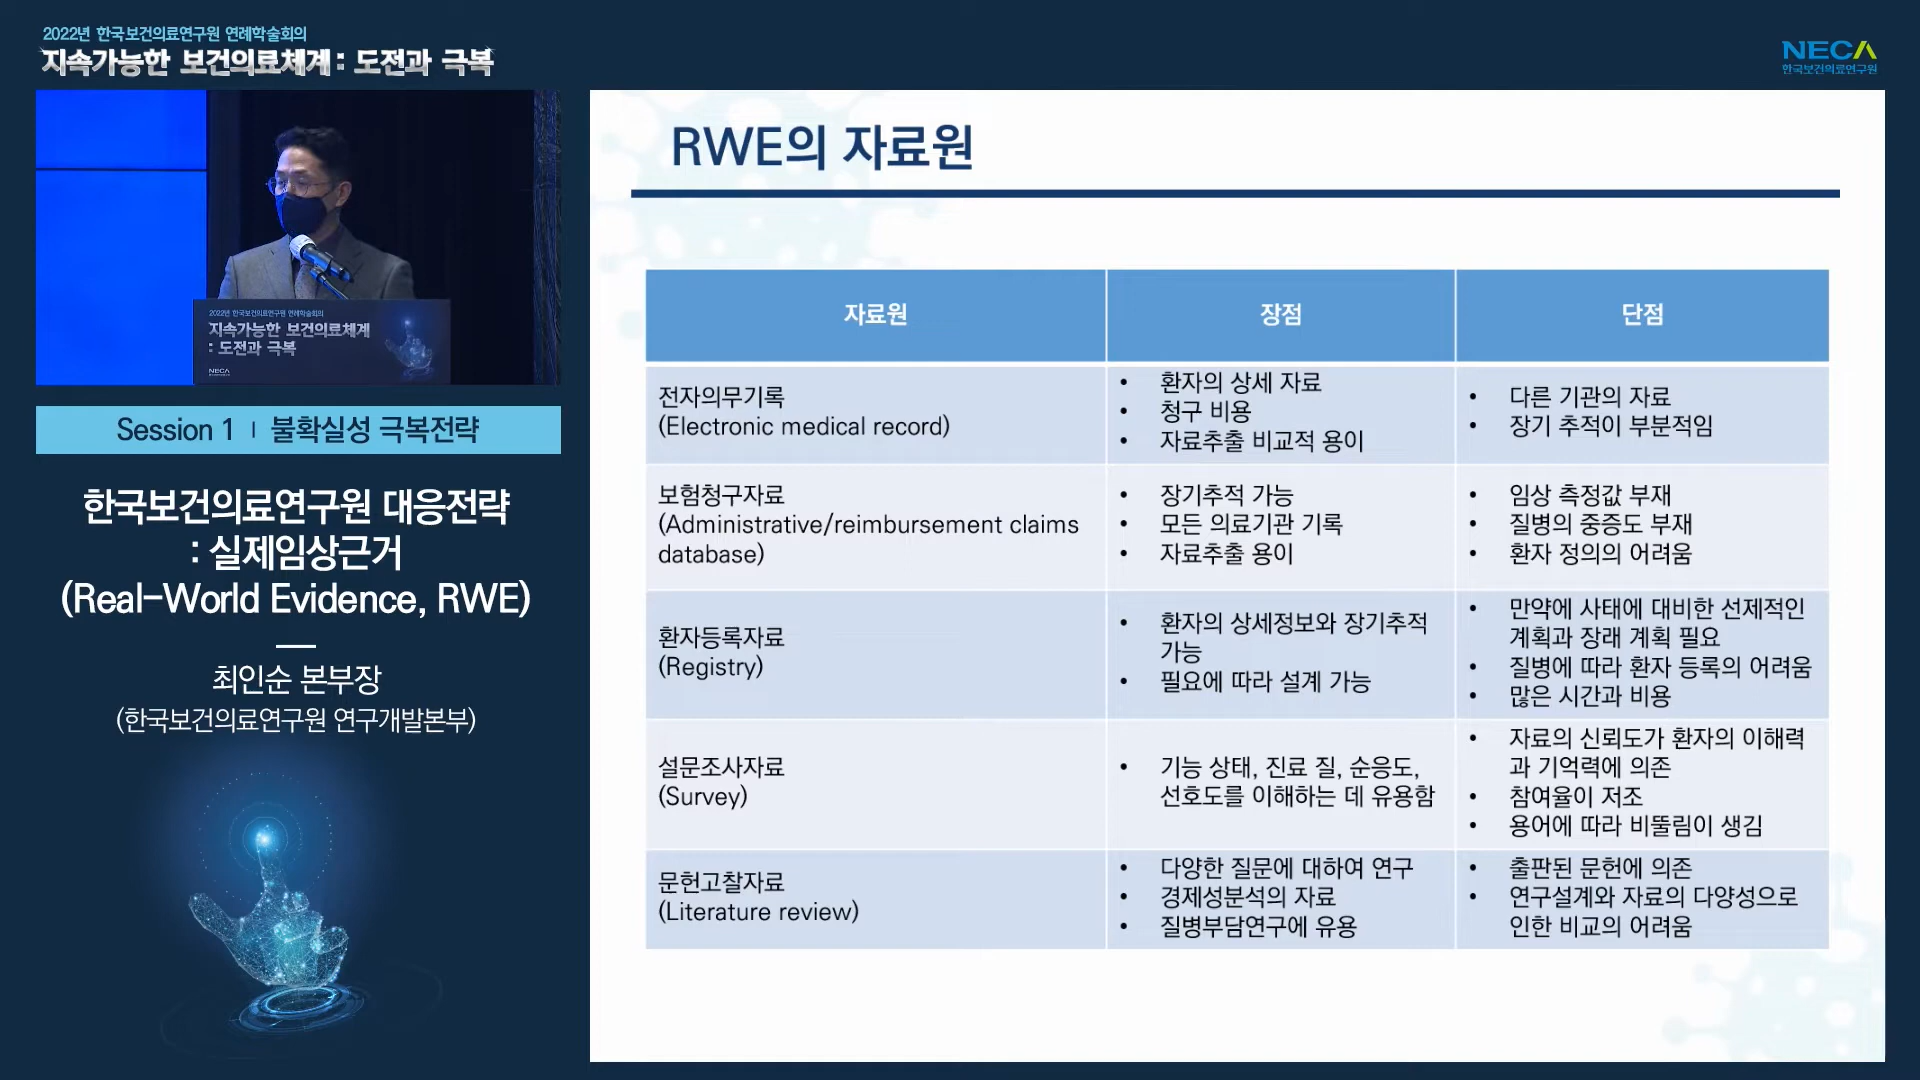 2022년 한국보건의료연구원 연례학술회의
지속가능한 보건의료체계 : 도전과 극복
NECA
한국보건의료연구원
2022년 한국보건의료연구원 연례학술회의
지속가능한 보건의료체계
: 도전과 극복
NECA
Session 1 | 불확실성 극복전략
한국보건의료연구원 대응전략
: 실제임상근거
(Real-World Evidence, RWE)
최인순 본부장
(한국보건의료연구원 연구개발본부)
RWE의 자료원
자료원
장점
단점
전자의무기록
(Electronic medical record)
• 환자의 상세 자료
• 청구 비용
• 자료추출 비교적 용이
• 다른 기관의 자료
• 장기 추적이 부분적임
보험청구자료
(Administrative/reimbursement claims
database)
• 장기추적 가능
• 모든 의료기관 기록
• 자료추출 용이
• 임상 측정값 부재
• 질병의 중증도 부재
• 환자 정의의 어려움
환자등록자료
(Registry)
• 환자의 상세정보와 장기추적
가능
• 필요에 따라 설계 가능
• 만약에 사태에 대비한 선제적인
계획과 장래 계획 필요
• 질병에 따라 환자 등록의 어려움
• 많은 시간과 비용
설문조사자료
(Survey)
• 기능 상태, 진료 질, 순응도,
선호도를 이해하는 데 유용함
• 자료의 신뢰도가 환자의 이해력
과 기억력에 의존
• 참여율이 저조
• 용어에 따라 비뚤림이 생김
문헌고찰자료
(Literature review)
• 다양한 질문에 대하여 연구
• 경제성분석의 자료
• 질병부담연구에 유용
• 출판된 문헌에 의존
• 연구설계와 자료의 다양성으로
인한 비교의 어려움